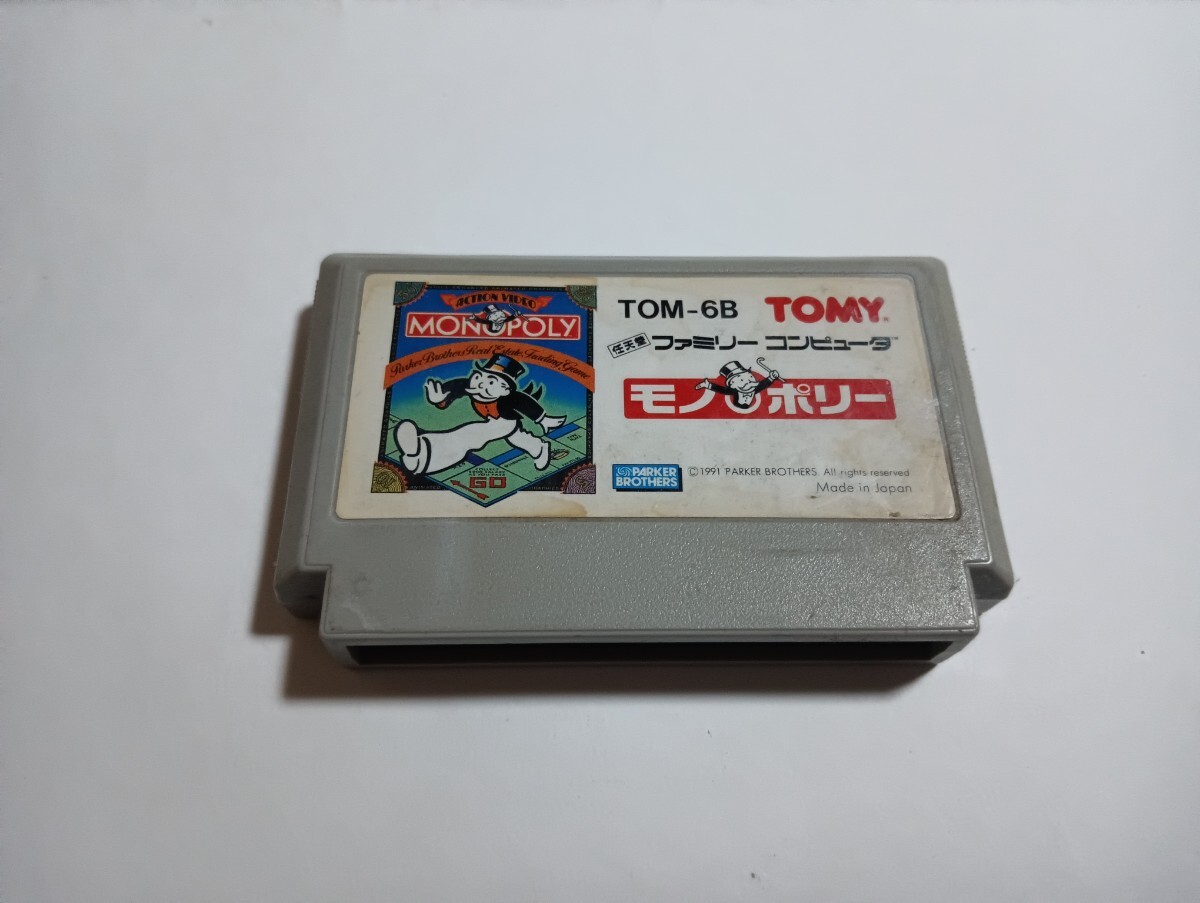 ACTION VIDEO
MONOPOLY
Parker Brothers Real Estate Trading Game
GO
TOM-6B TOMY
任天堂 ファミリー コンピュータ™
モノポリー
PARKER BROTHERS
©1991 PARKER BROTHERS. All rights reserved
Made in Japan